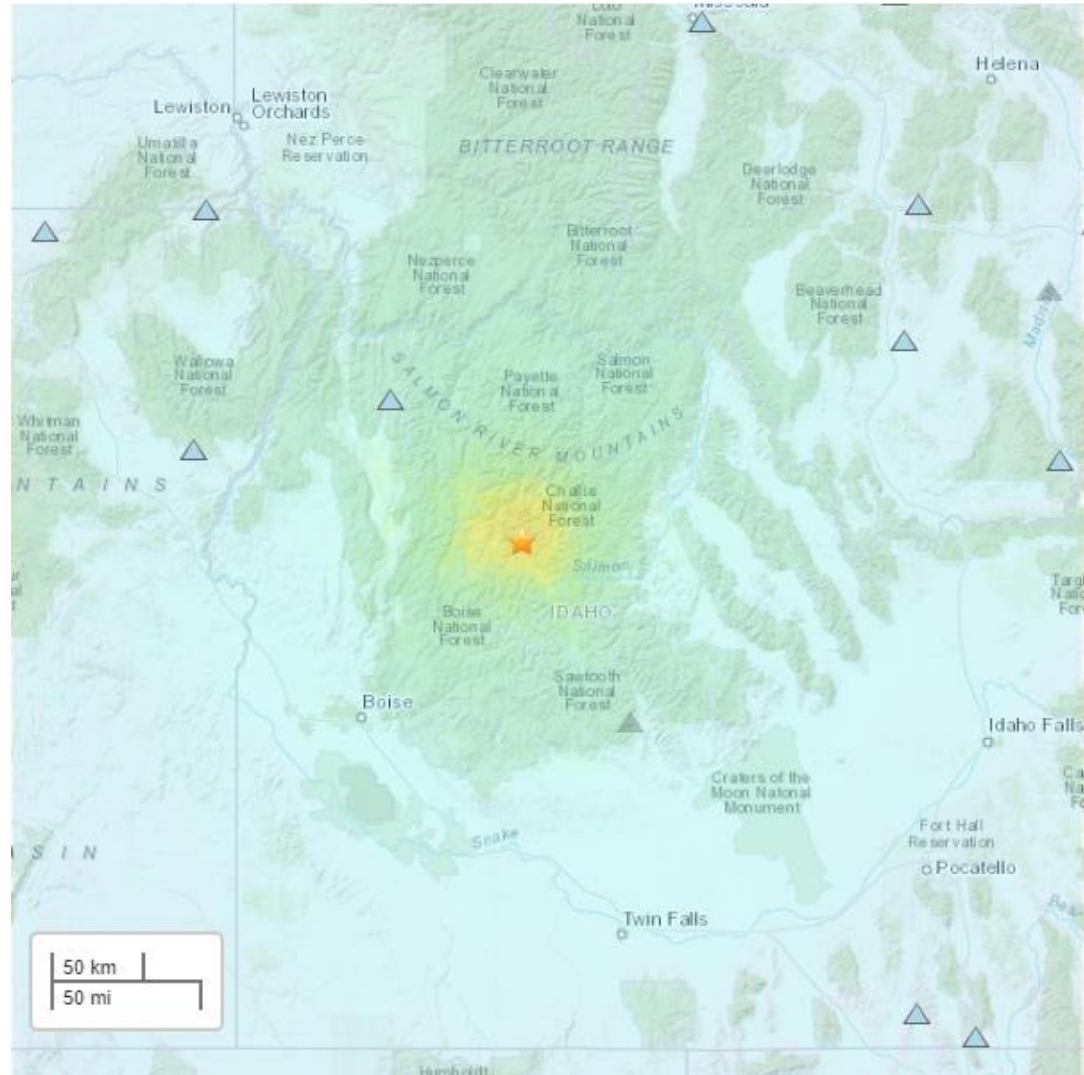 National
Forest
Helena
Clearwater
National
Forest
Lewiston
Lewiston
Orchards
Nez Perce
Reservation
Umatilla
National
Forest
BITTERROOT RANGE
Deerlodge
National
Forest
Bitterroot
National
Forest
Nezperce
National
Forest
Beaverhead
National
Forest
Wallowa
National
Forest
Payette
National
Forest
Salmon
National
Forest
SALMON RIVER MOUNTAINS
Whitman
National
Forest
NTAINS
Challis
National
Forest
Salmon
IDAHO
Boise
National
Forest
Sawtooth
National
Forest
Boise
Idaho Falls
Craters of the
Moon National
Monument
Snake
Fort Hall
Reservation
Pocatello
ASIN
Twin Falls
50 km
50 mi